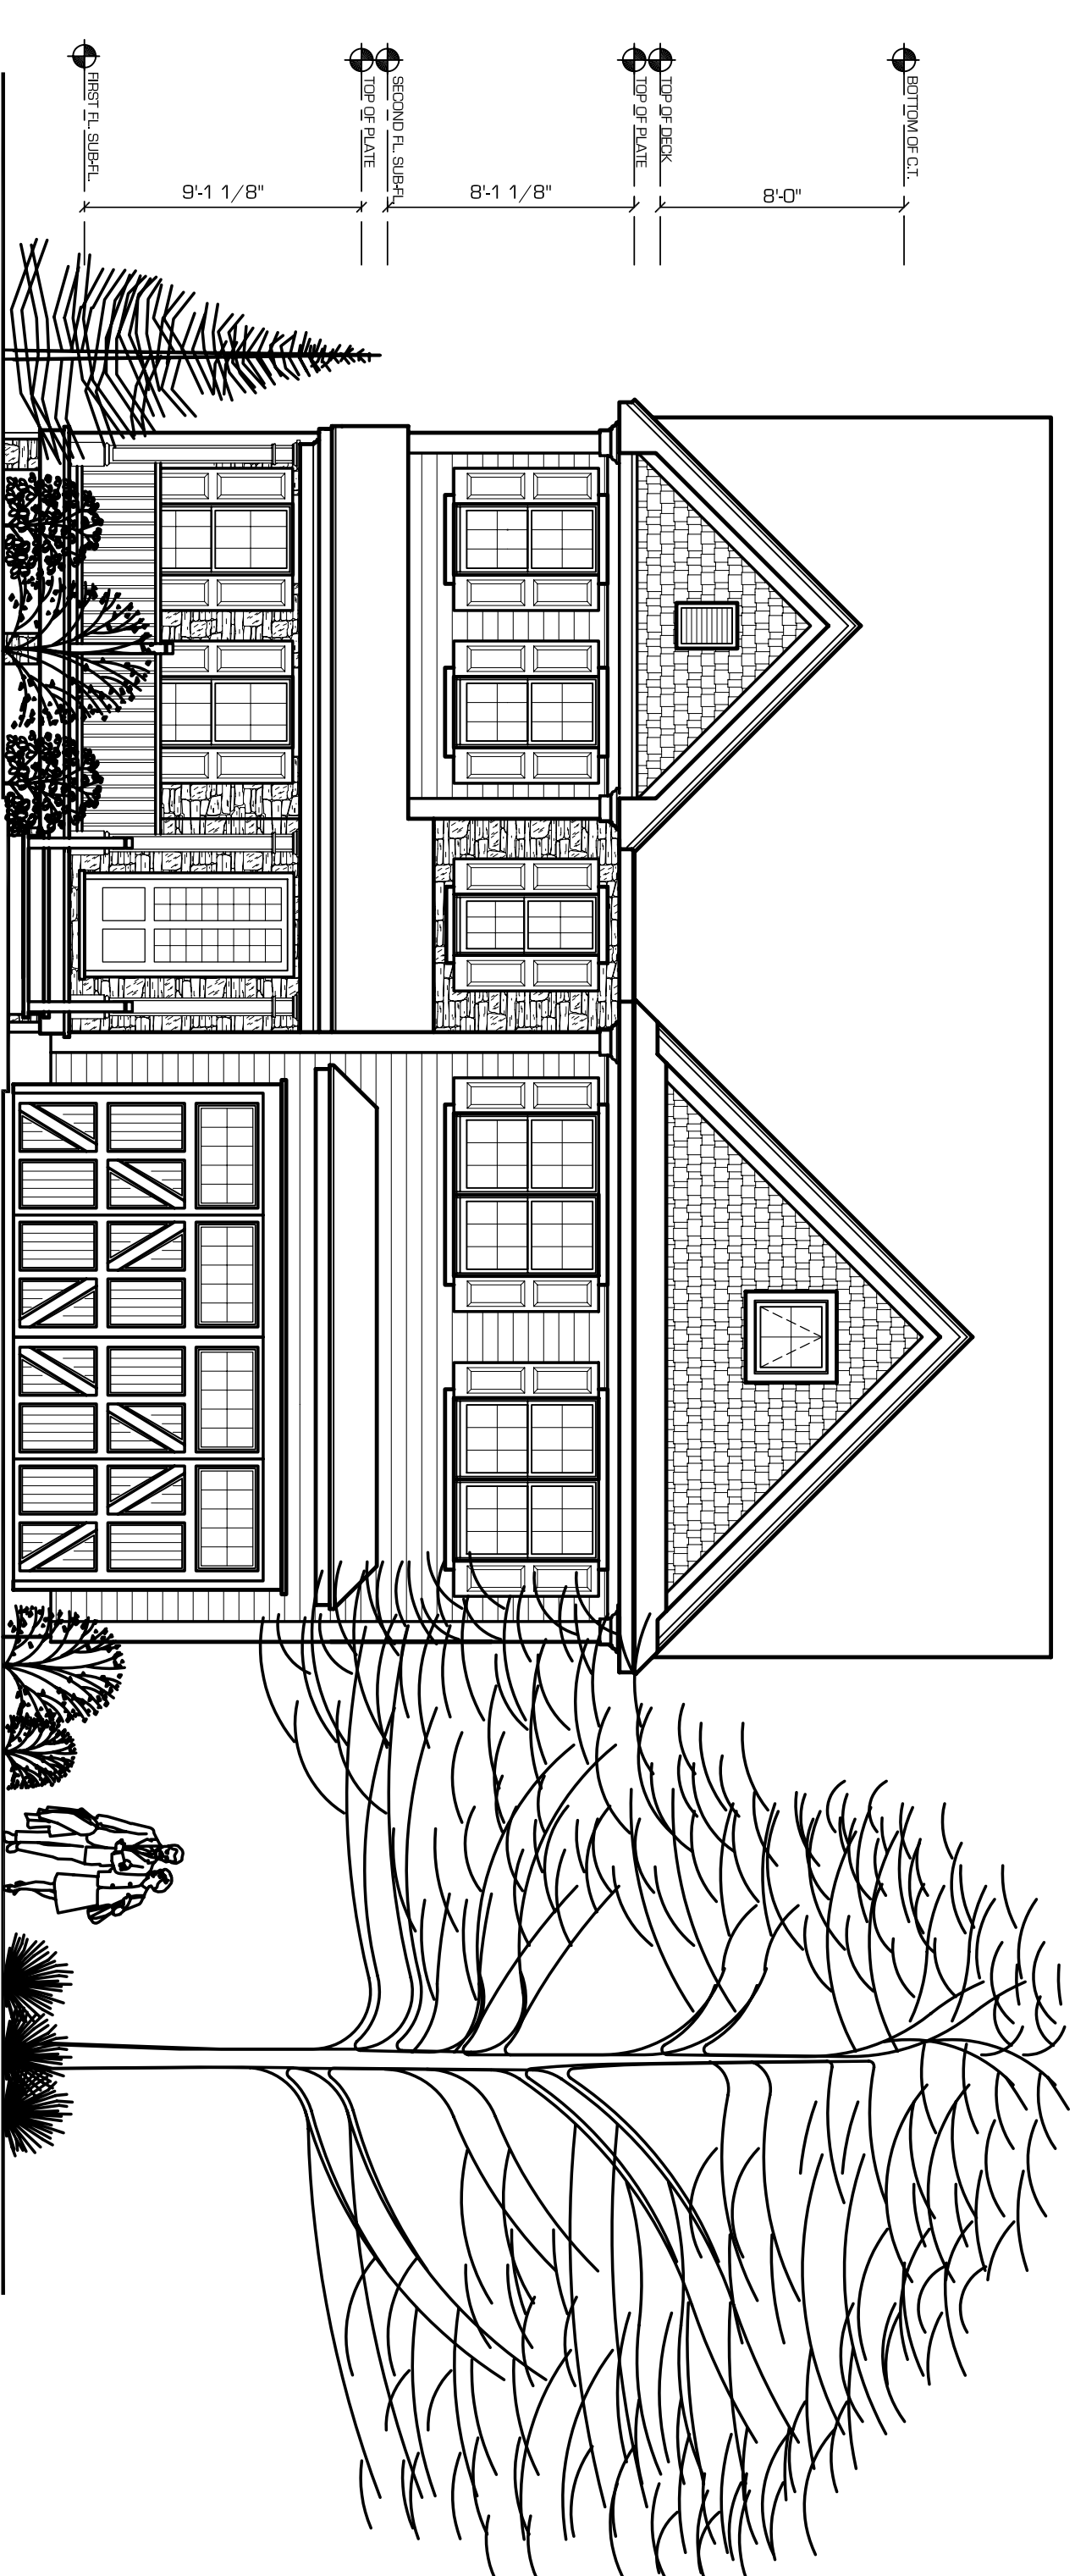 BOTTOM OF C.T.
8'-0"
TOP OF DECK
TOP OF PLATE
8'-1 1/8"
SECOND FL. SUB-FL.
TOP OF PLATE
9'-1 1/8"
FIRST FL. SUB-FL.